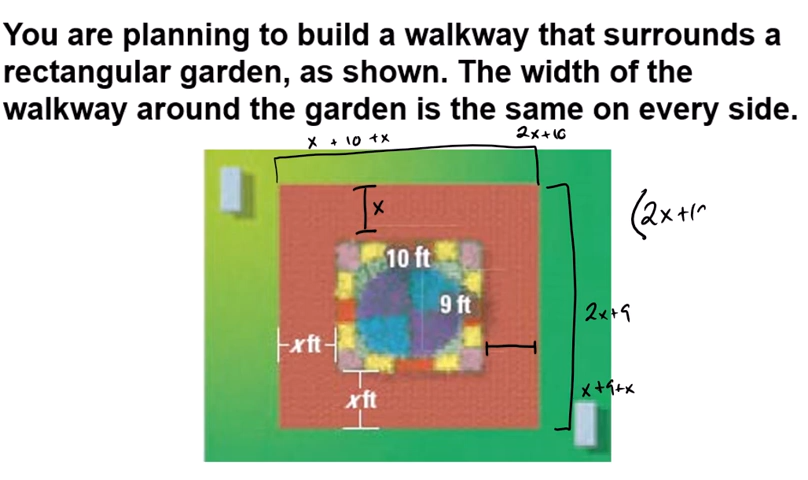 You are planning to build a walkway that surrounds a
rectangular garden, as shown. The width of the
walkway around the garden is the same on every side.
x + 10 + x
2x+10
x
(2x+10
10 ft
9 ft
2x+9
x ft
x+9+x
x ft